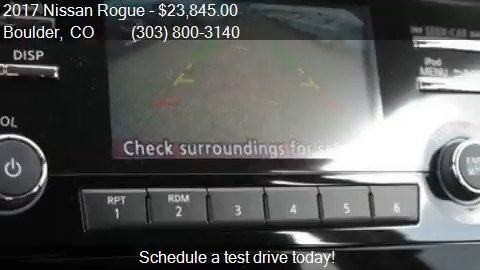 2017 Nissan Rogue - $23,845.00
Boulder, CO (303) 800-3140
DISP
iPod
MENU
Check surroundings for
RPT
1
RDM
2
3
4
5
6
Schedule a test drive today!